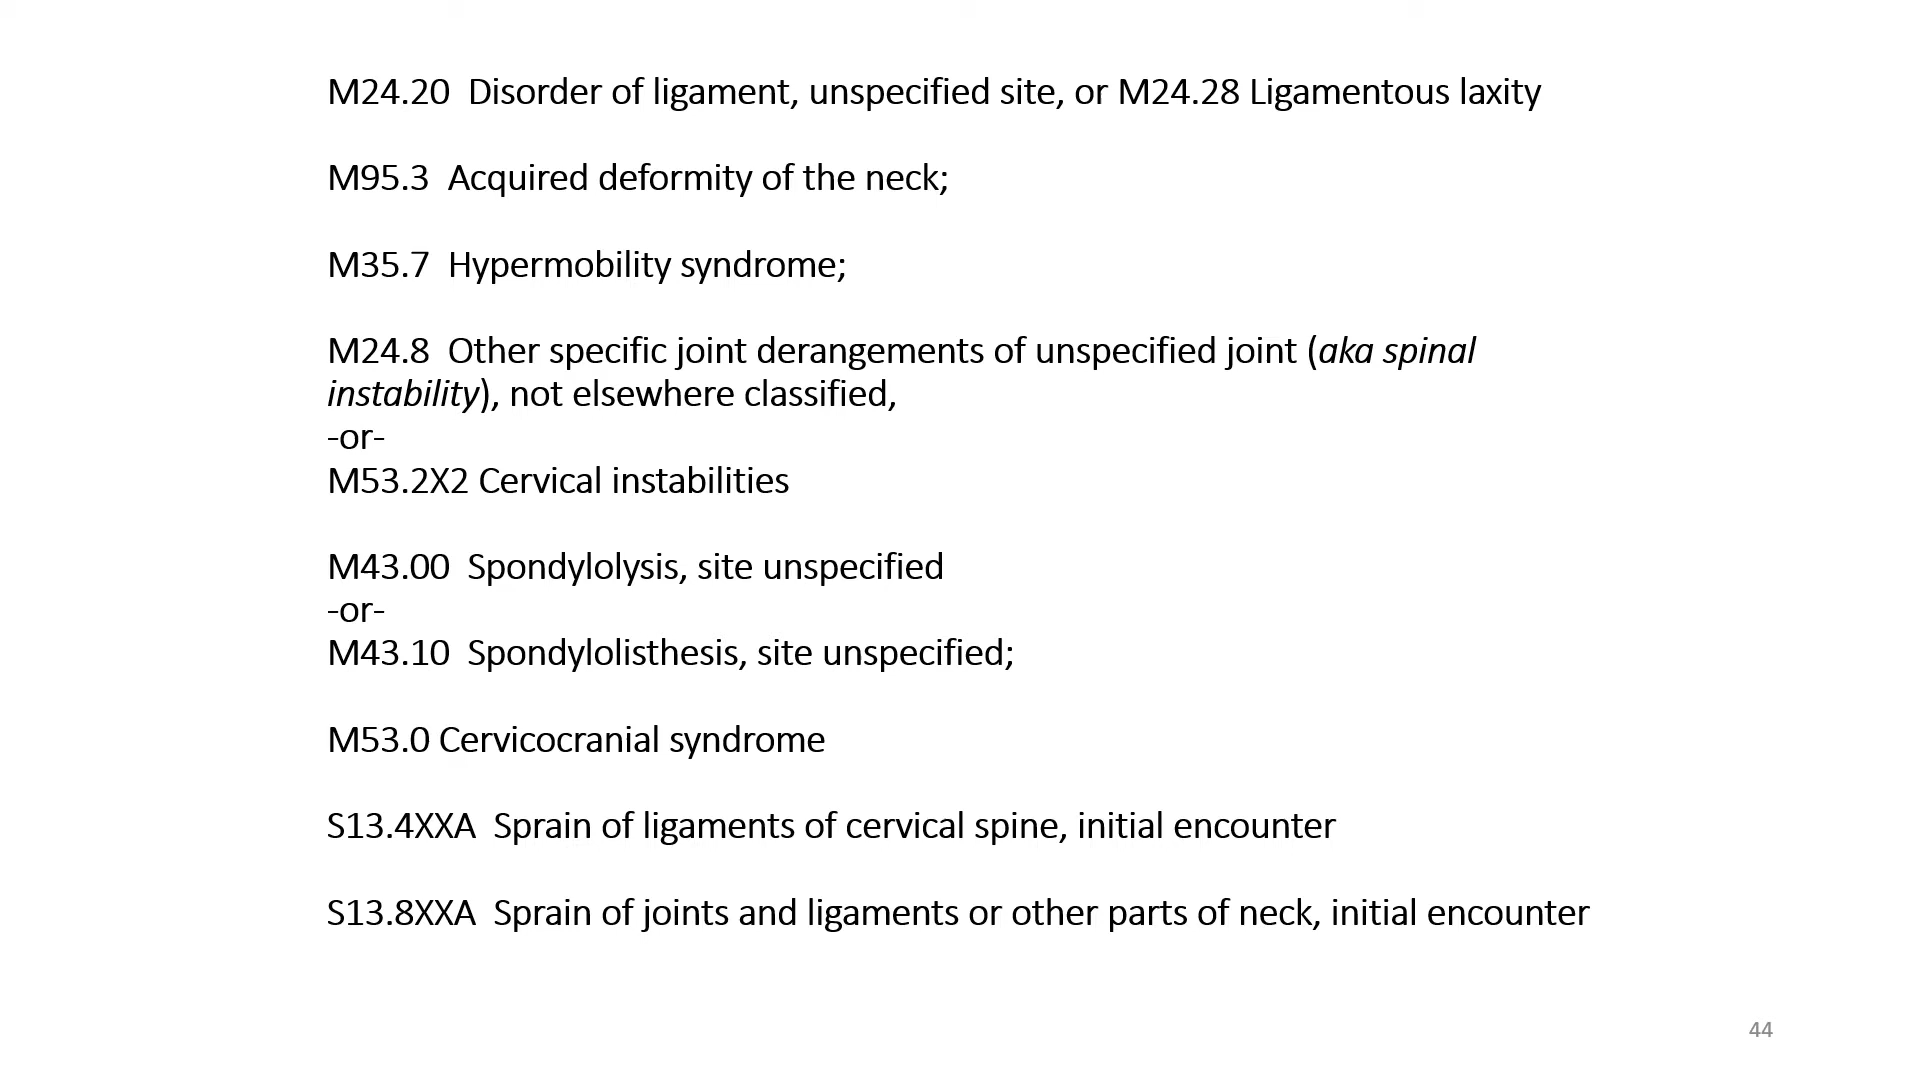 M24.20  Disorder of ligament, unspecified site, or M24.28 Ligamentous laxity
M95.3  Acquired deformity of the neck;
M35.7  Hypermobility syndrome;
M24.8  Other specific joint derangements of unspecified joint (aka spinal
instability), not elsewhere classified,
-or-
M53.2X2 Cervical instabilities
M43.00  Spondylolysis, site unspecified
-or-
M43.10  Spondylolisthesis, site unspecified;
M53.0 Cervicocranial syndrome
S13.4XXA  Sprain of ligaments of cervical spine, initial encounter
S13.8XXA  Sprain of joints and ligaments or other parts of neck, initial encounter
44